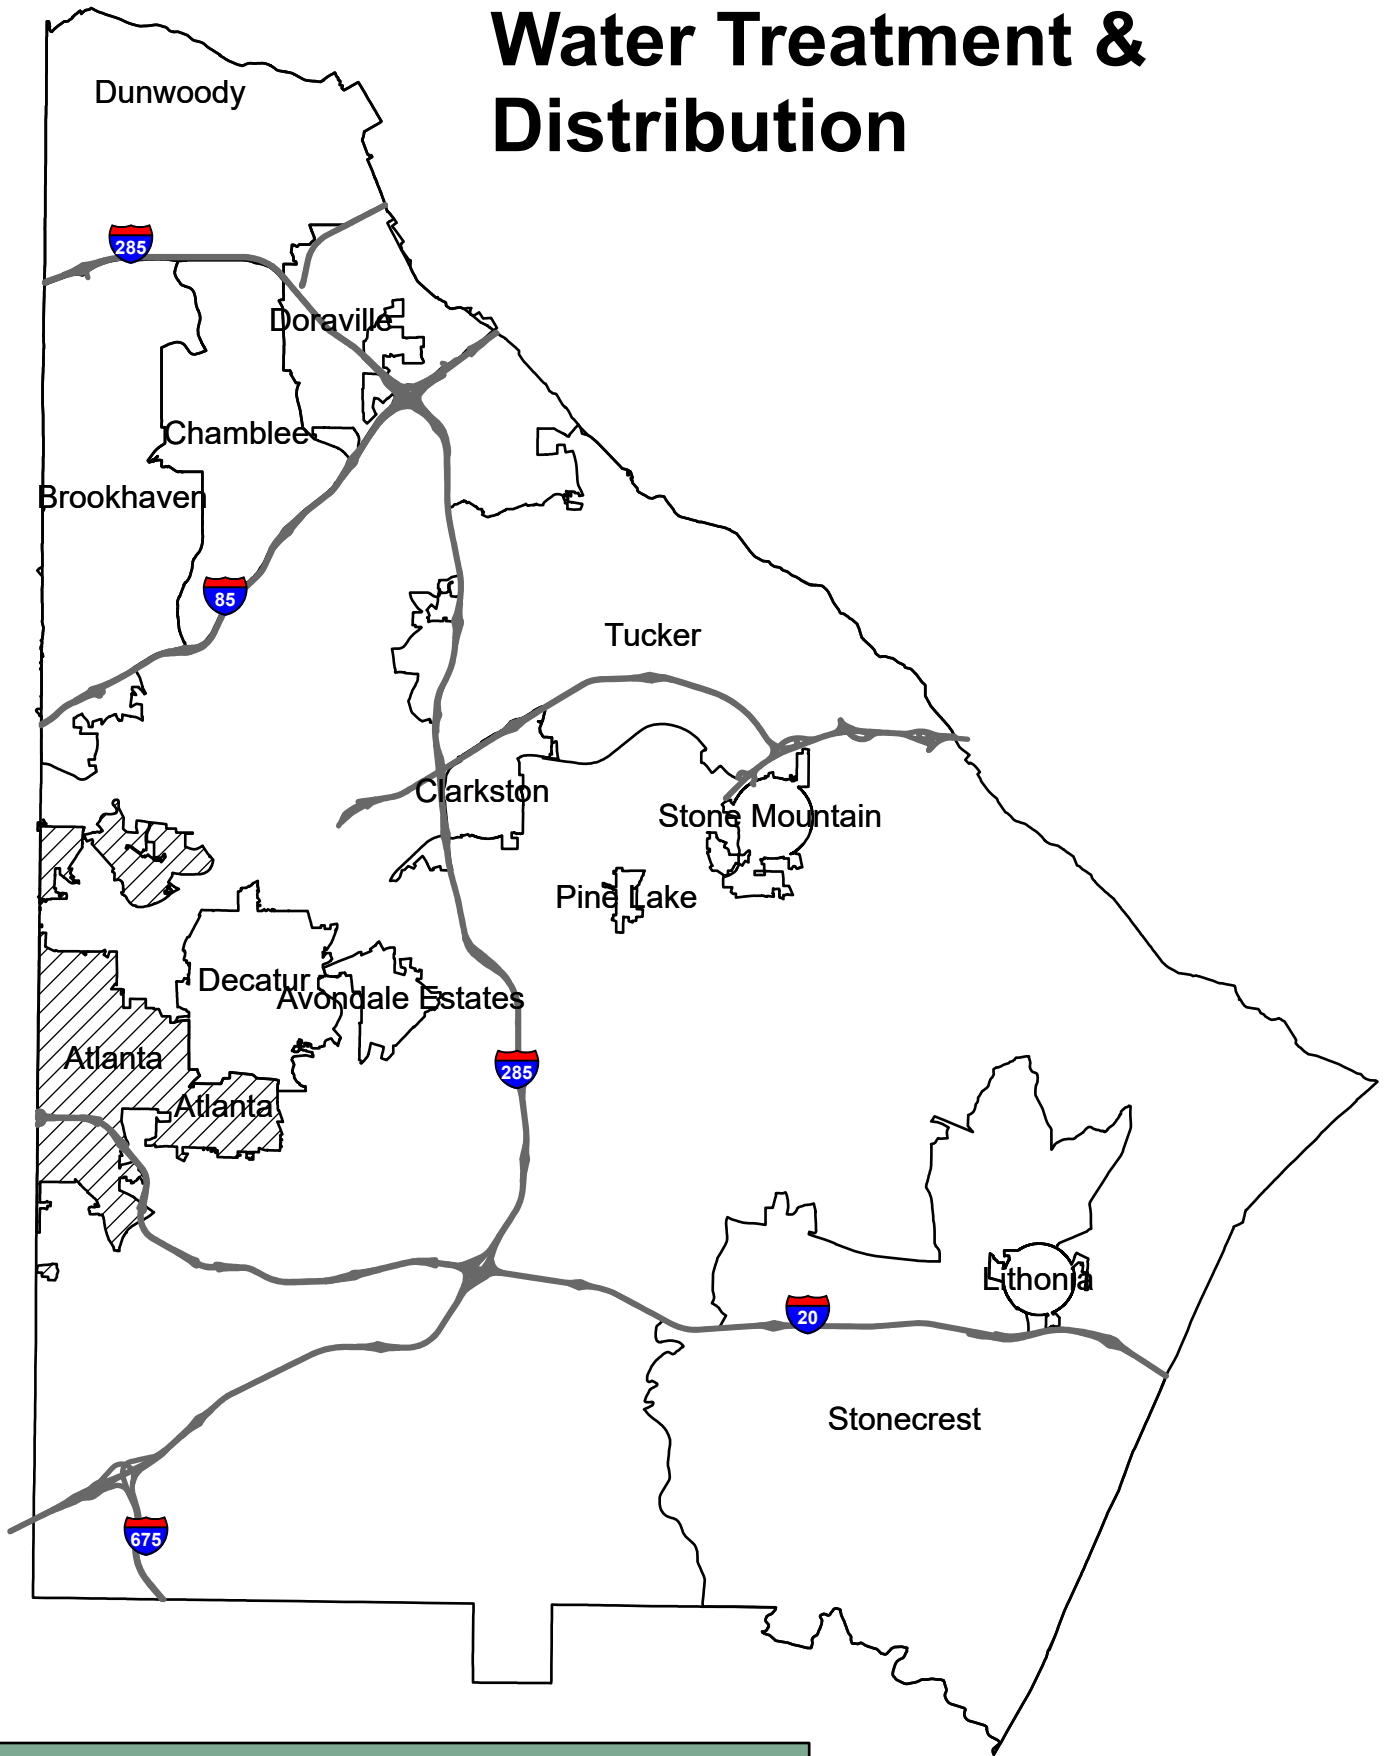 Water Treatment &
Distribution
Dunwoody
285
Doraville
Chamblee
Brookhaven
85
Tucker
Clarkston
Stone Mountain
Pine Lake
Decatur
Avondale Estates
Atlanta
285
Atlanta
Lithonia
20
Stonecrest
675